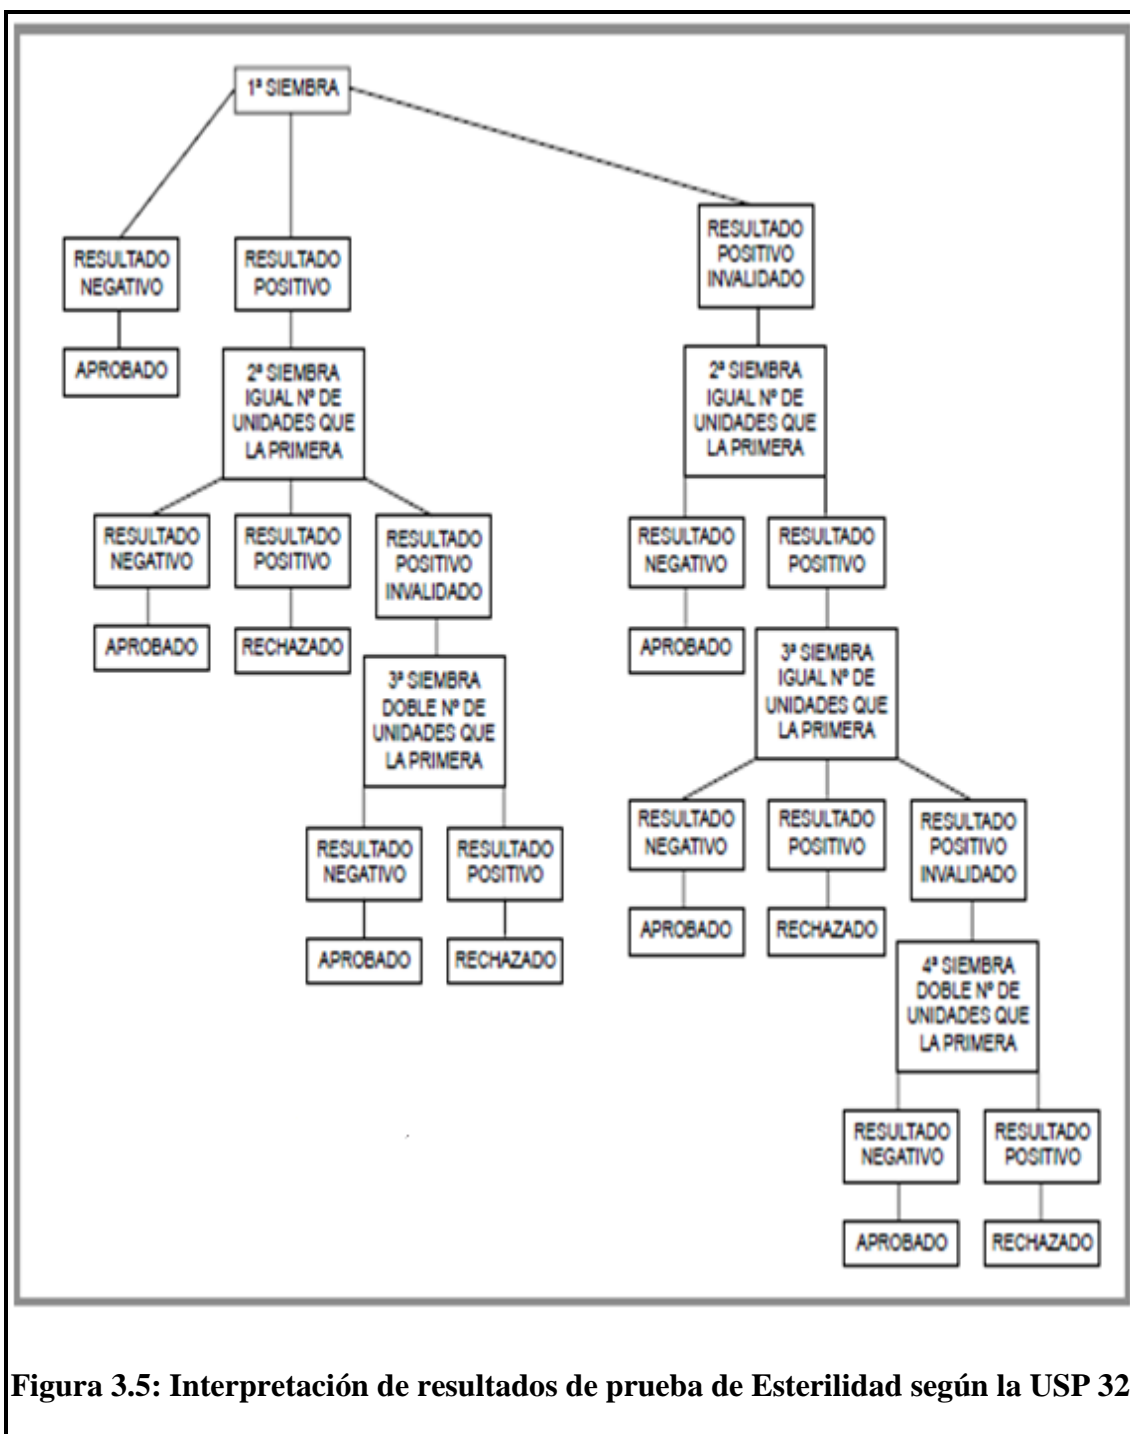 1ª SIEMBRA
RESULTADO
NEGATIVO
APROBADO
RESULTADO
POSITIVO
2ª SIEMBRA
IGUAL Nº DE
UNIDADES QUE
LA PRIMERA
RESULTADO
NEGATIVO
APROBADO
RESULTADO
POSITIVO
RECHAZADO
RESULTADO
POSITIVO
INVALIDADO
3ª SIEMBRA
DOBLE Nº DE
UNIDADES QUE
LA PRIMERA
RESULTADO
NEGATIVO
APROBADO
RESULTADO
POSITIVO
RECHAZADO
RESULTADO
POSITIVO
INVALIDADO
2ª SIEMBRA
IGUAL Nº DE
UNIDADES QUE
LA PRIMERA
RESULTADO
NEGATIVO
APROBADO
RESULTADO
POSITIVO
3ª SIEMBRA
IGUAL Nº DE
UNIDADES QUE
LA PRIMERA
RESULTADO
NEGATIVO
APROBADO
RESULTADO
POSITIVO
RECHAZADO
RESULTADO
POSITIVO
INVALIDADO
4ª SIEMBRA
DOBLE Nº DE
UNIDADES QUE
LA PRIMERA
RESULTADO
NEGATIVO
APROBADO
RESULTADO
POSITIVO
RECHAZADO
Figura 3.5: Interpretación de resultados de prueba de Esterilidad según la USP 32